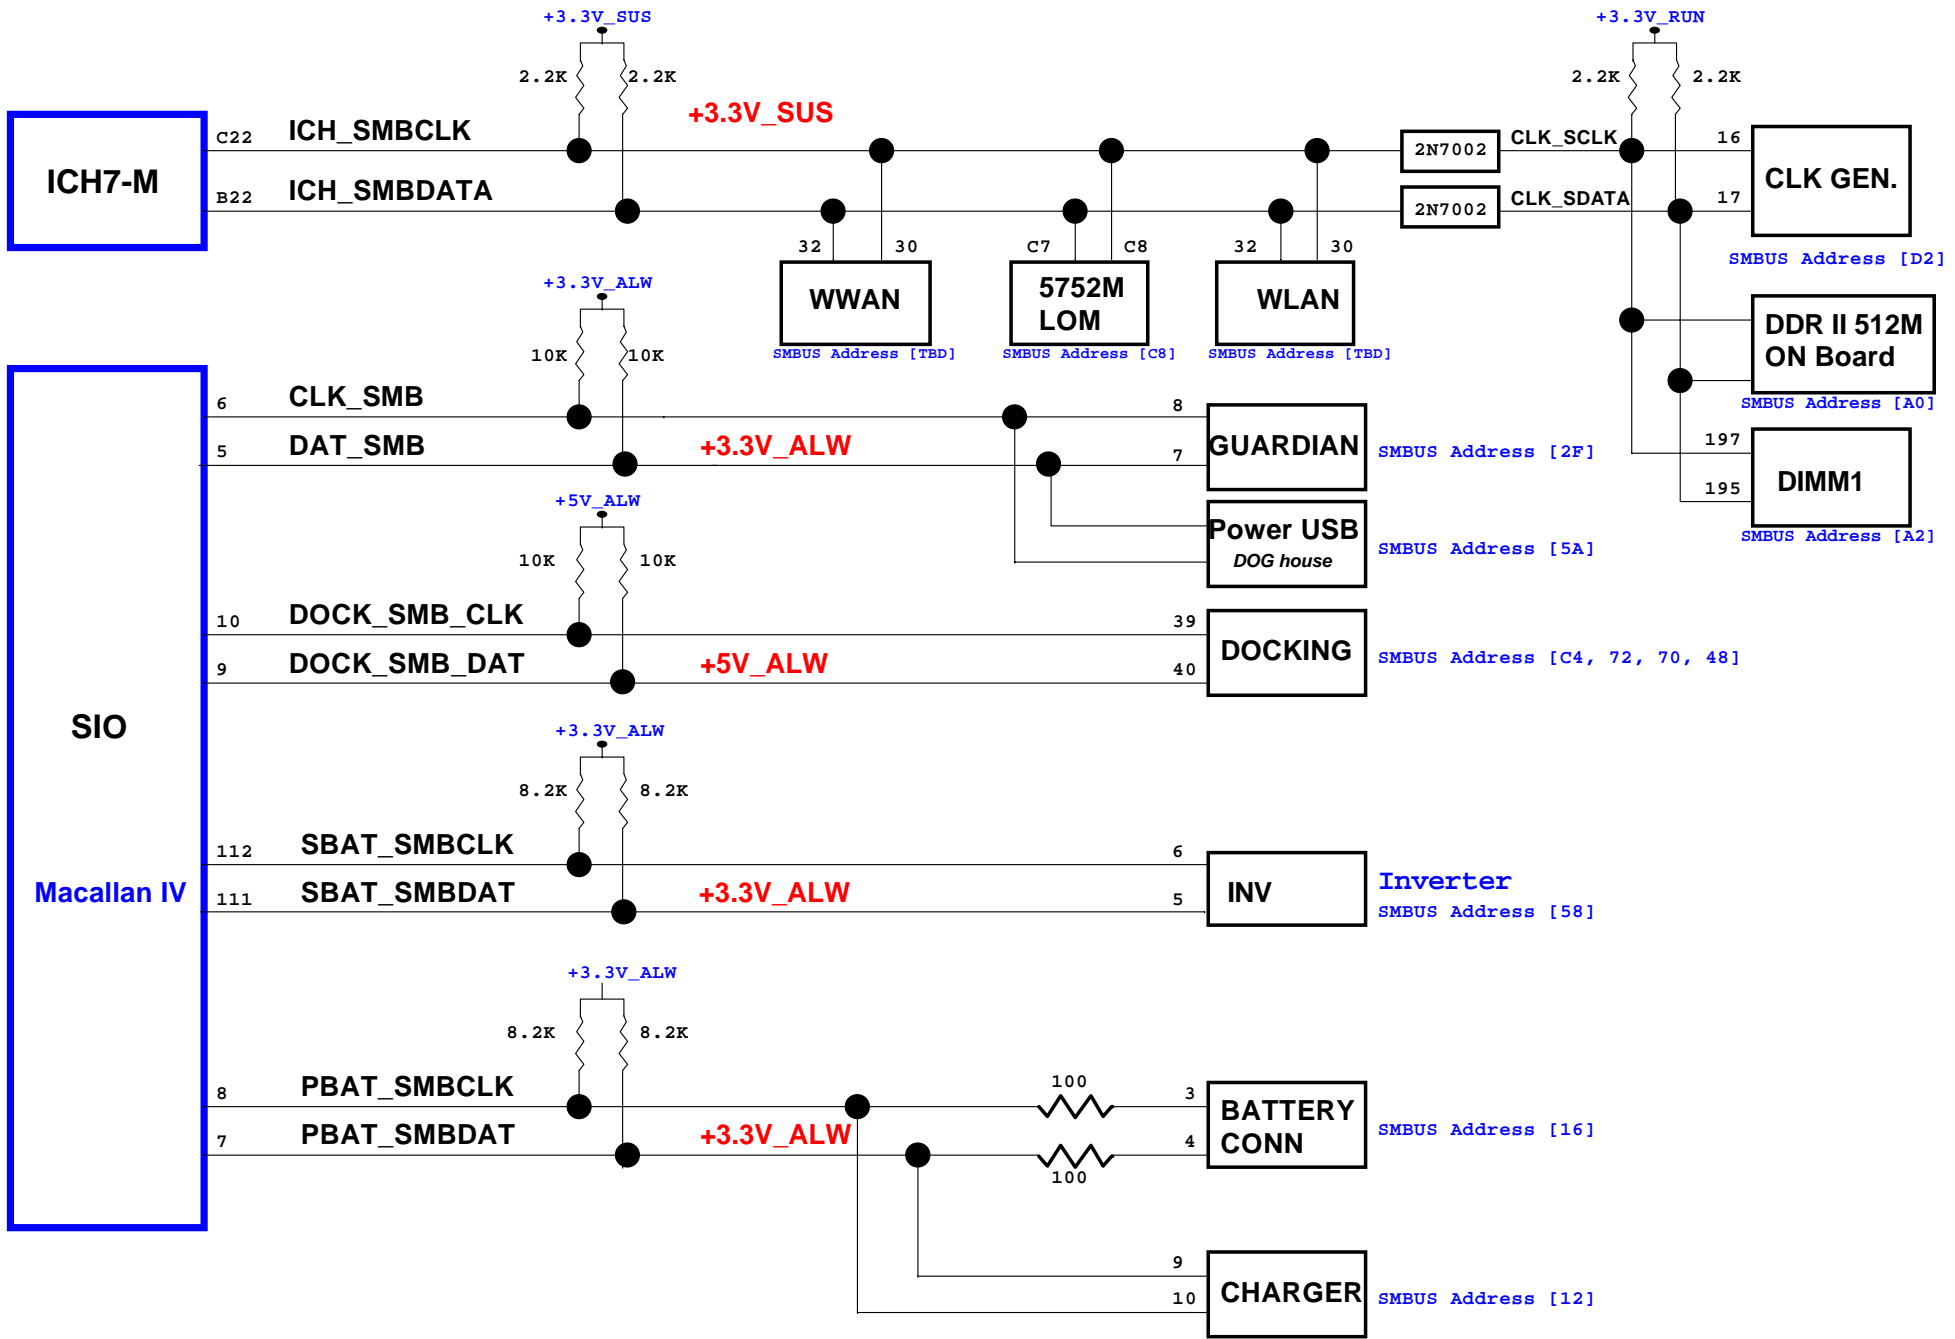 +3.3V_SUS
+3.3V_RUN
2.2K
2.2K
2.2K
2.2K
+3.3V_SUS
ICH7-M
C22
ICH_SMBCLK
B22
ICH_SMBDATA
2N7002
CLK_SCLK
16
2N7002
CLK_SDATA
17
CLK GEN.
SMBUS Address [D2]
32
30
WWAN
SMBUS Address [TBD]
C7
C8
5752M
LOM
SMBUS Address [C8]
32
30
WLAN
SMBUS Address [TBD]
DDR II 512M
ON Board
SMBUS Address [A0]
197
195
DIMM1
SMBUS Address [A2]
SIO
Macallan IV
+3.3V_ALW
10K
10K
6
CLK_SMB
5
DAT_SMB
+3.3V_ALW
8
7
GUARDIAN
SMBUS Address [2F]
Power USB
DOG house
SMBUS Address [5A]
+5V_ALW
10K
10K
10
DOCK_SMB_CLK
9
DOCK_SMB_DAT
+5V_ALW
39
40
DOCKING
SMBUS Address [C4, 72, 70, 48]
+3.3V_ALW
8.2K
8.2K
112
SBAT_SMBCLK
111
SBAT_SMBDAT
+3.3V_ALW
6
5
INV
Inverter
SMBUS Address [58]
+3.3V_ALW
8.2K
8.2K
8
PBAT_SMBCLK
7
PBAT_SMBDAT
+3.3V_ALW
100
100
3
4
BATTERY
CONN
SMBUS Address [16]
9
10
CHARGER
SMBUS Address [12]